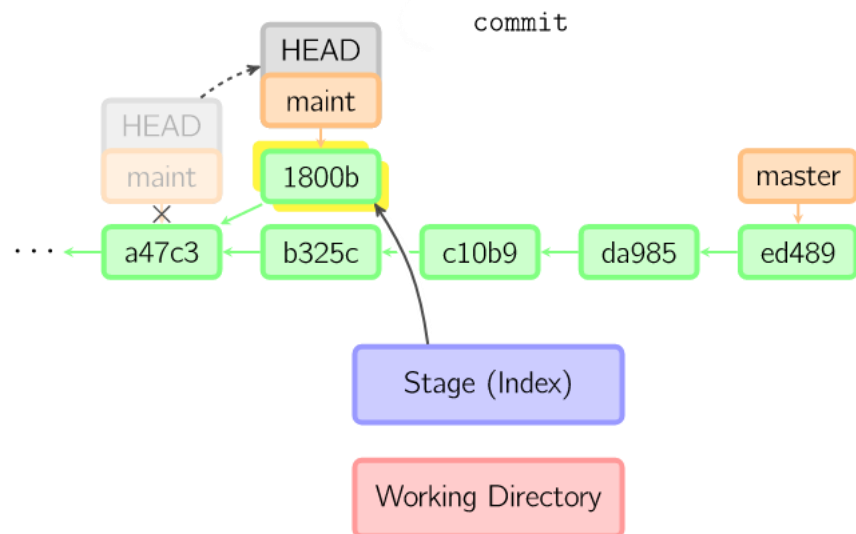 commit
HEAD
maint
HEAD
maint
1800b
master
... a47c3 b325c c10b9 da985 ed489
Stage (Index)
Working Directory